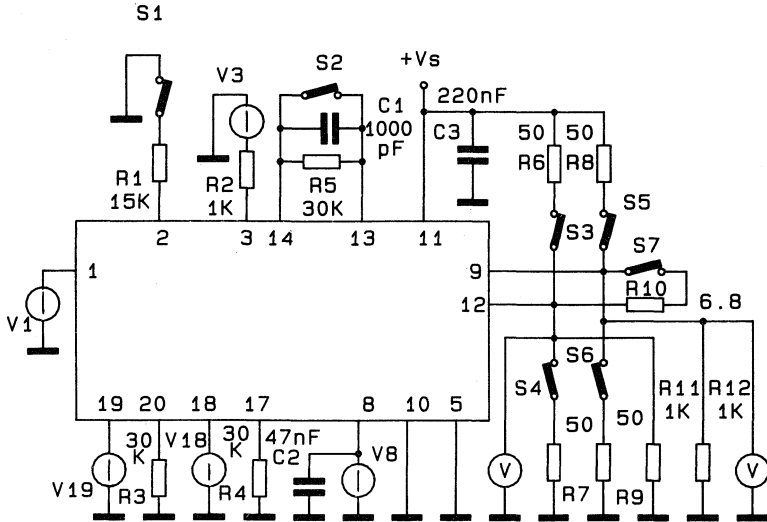 S1
+Vs
S2
V3
220nF
C1
1000
pF
C3
50 50
R6 R8
R1
15K
R2
1K
R5
30K
S5
S3
S7
2 3 14 13 11
1
9
12
R10
6.8
V1
S6
S4
R11 R12
1K 1K
19 20 18 17 8 10 5
30
K
V18
30
K
47nF
C2
V8
50 50
V19 R3 R4
V
R7 R9
V